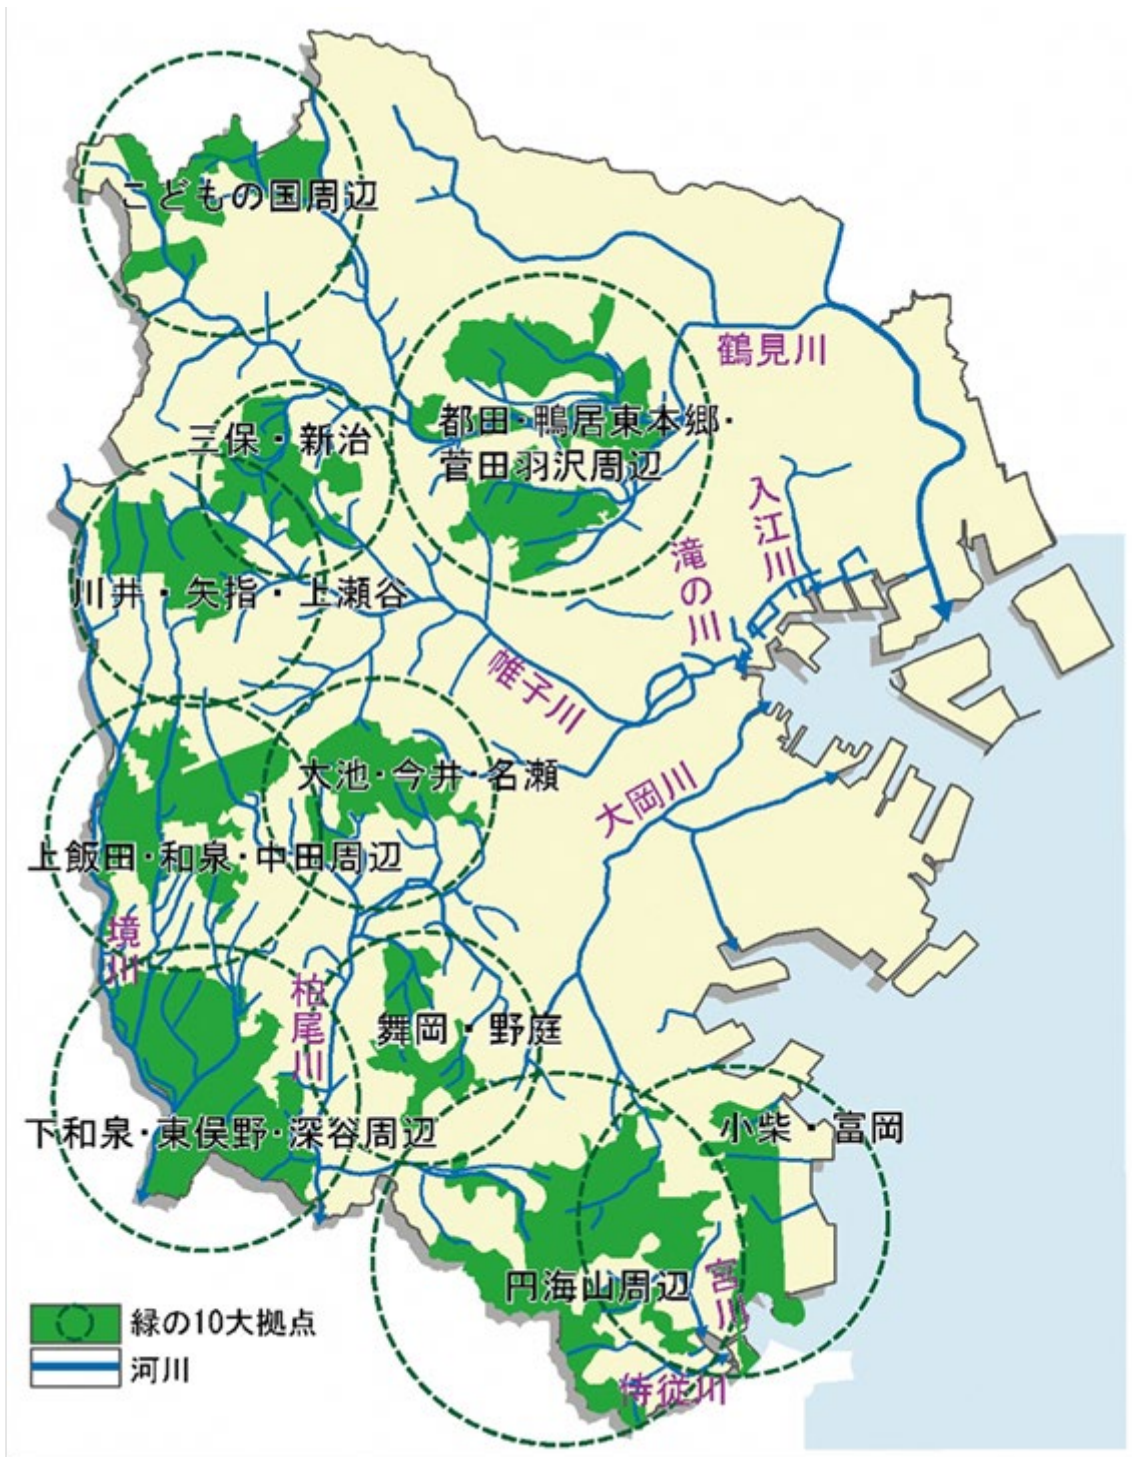 こどもの国周辺
鶴見川
都田・鴨居東本郷・
菅田羽沢周辺
三保・新治
入江川
滝の川
川井・矢指・上瀬谷
帷子川
大池・今井・名瀬
大岡川
上飯田・和泉・中田周辺
境川
柏尾川
舞岡・野庭
下和泉・東俣野・深谷周辺
小柴・富岡
円海山周辺
宮川
侍従川
緑の10大拠点
河川